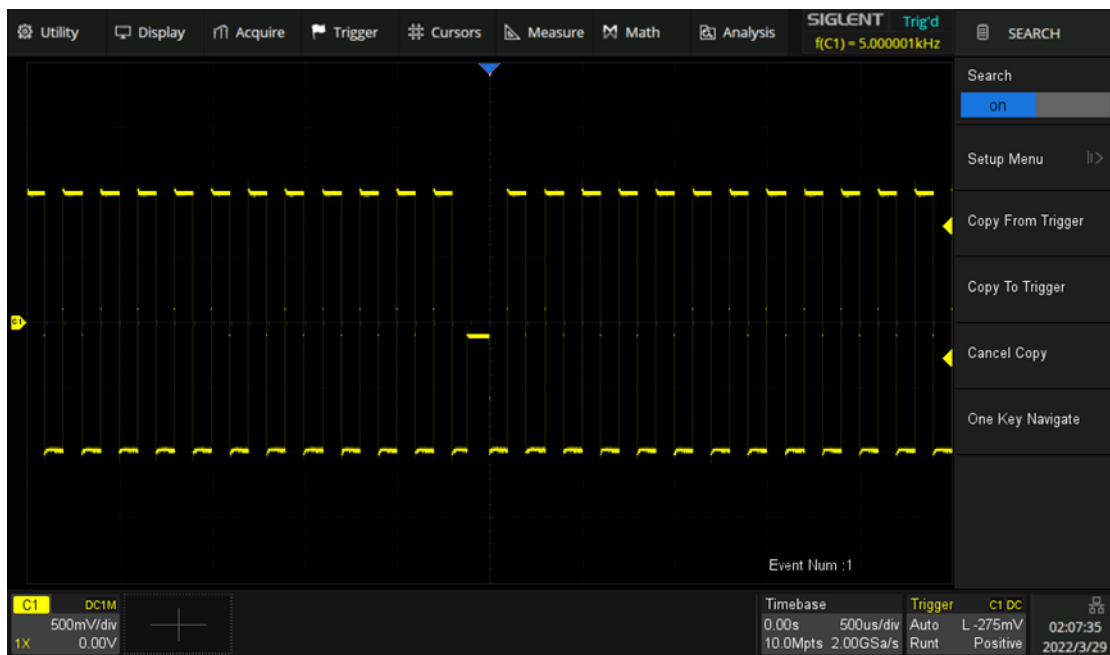 Utility Display Acquire Trigger Cursors Measure Math Analysis SIGLENT Trig'd SEARCH
f(C1) = 5.000001kHz
Search
on
Setup Menu
Copy From Trigger
Copy To Trigger
Cancel Copy
One Key Navigate
C1
Event Num :1
C1 DC1M Timebase Trigger C1 DC
500mV/div 0.00s 500us/div Auto L -275mV 02:07:35
1X 0.00V 10.0Mpts 2.00GSa/s Runt Positive 2022/3/29